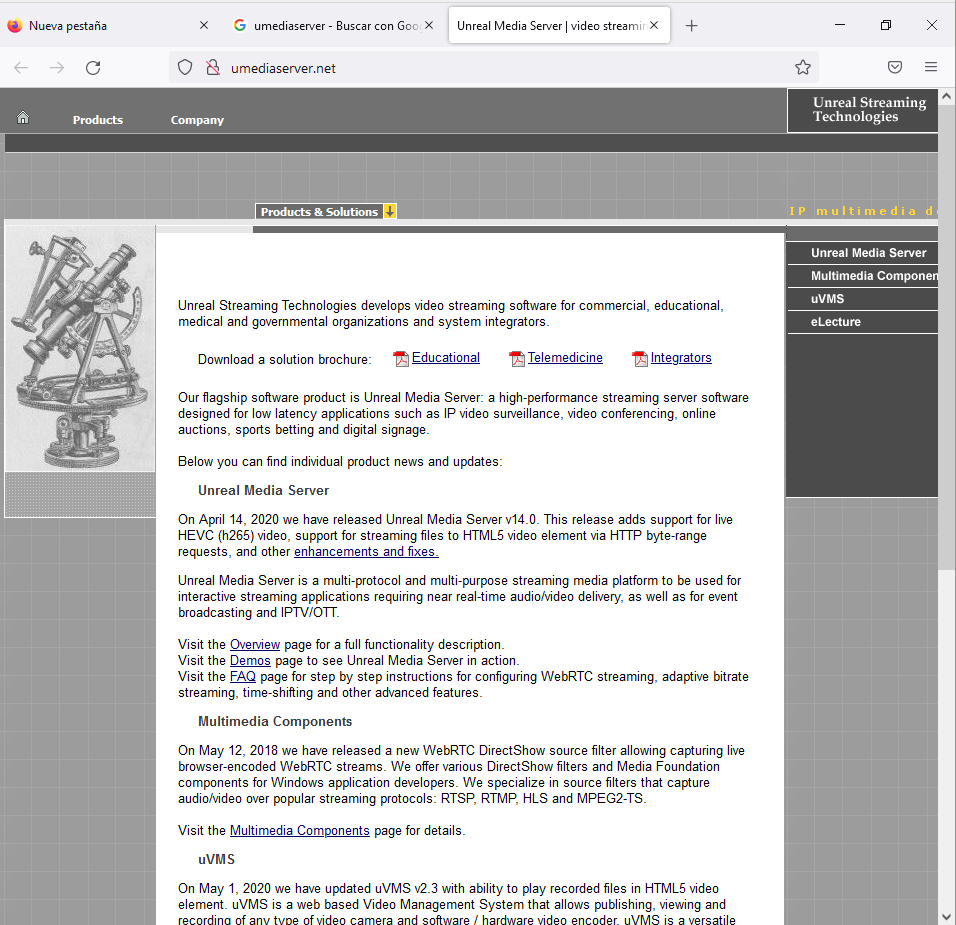 Nueva pestaña
umediaserver - Buscar con Goo
Unreal Media Server | video streamin
umediaserver.net
Products
Company
Unreal Streaming
Technologies
Products & Solutions
IP multimedia d
Unreal Media Server
Multimedia Componen
uVMS
eLecture
Unreal Streaming Technologies develops video streaming software for commercial, educational,
medical and governmental organizations and system integrators.
Download a solution brochure: Educational Telemedicine Integrators
Our flagship software product is Unreal Media Server: a high-performance streaming server software
designed for low latency applications such as IP video surveillance, video conferencing, online
auctions, sports betting and digital signage.
Below you can find individual product news and updates:
Unreal Media Server
On April 14, 2020 we have released Unreal Media Server v14.0. This release adds support for live
HEVC (h265) video, support for streaming files to HTML5 video element via HTTP byte-range
requests, and other enhancements and fixes.
Unreal Media Server is a multi-protocol and multi-purpose streaming media platform to be used for
interactive streaming applications requiring near real-time audio/video delivery, as well as for event
broadcasting and IPTV/OTT.
Visit the Overview page for a full functionality description.
Visit the Demos page to see Unreal Media Server in action.
Visit the FAQ page for step by step instructions for configuring WebRTC streaming, adaptive bitrate
streaming, time-shifting and other advanced features.
Multimedia Components
On May 12, 2018 we have released a new WebRTC DirectShow source filter allowing capturing live
browser-encoded WebRTC streams. We offer various DirectShow filters and Media Foundation
components for Windows application developers. We specialize in source filters that capture
audio/video over popular streaming protocols: RTSP, RTMP, HLS and MPEG2-TS.
Visit the Multimedia Components page for details.
uVMS
On May 1, 2020 we have updated uVMS v2.3 with ability to play recorded files in HTML5 video
element. uVMS is a web based Video Management System that allows publishing, viewing and
recording of any type of video camera and software / hardware video encoder. uVMS is a versatile